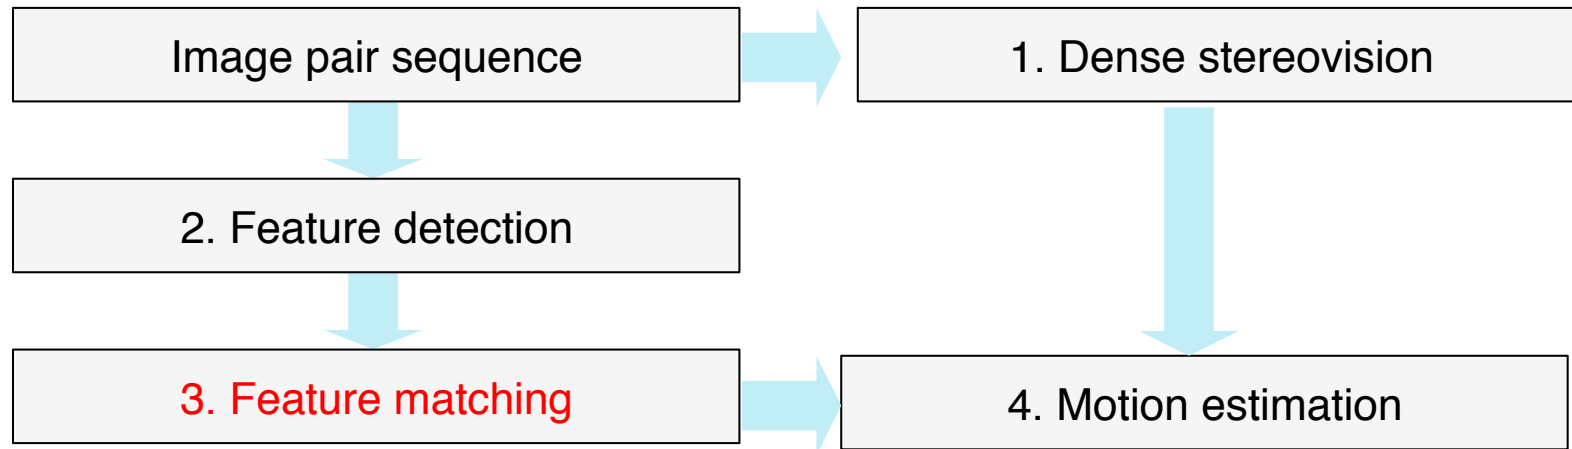 Image pair sequence
1. Dense stereovision
2. Feature detection
3. Feature matching
4. Motion estimation